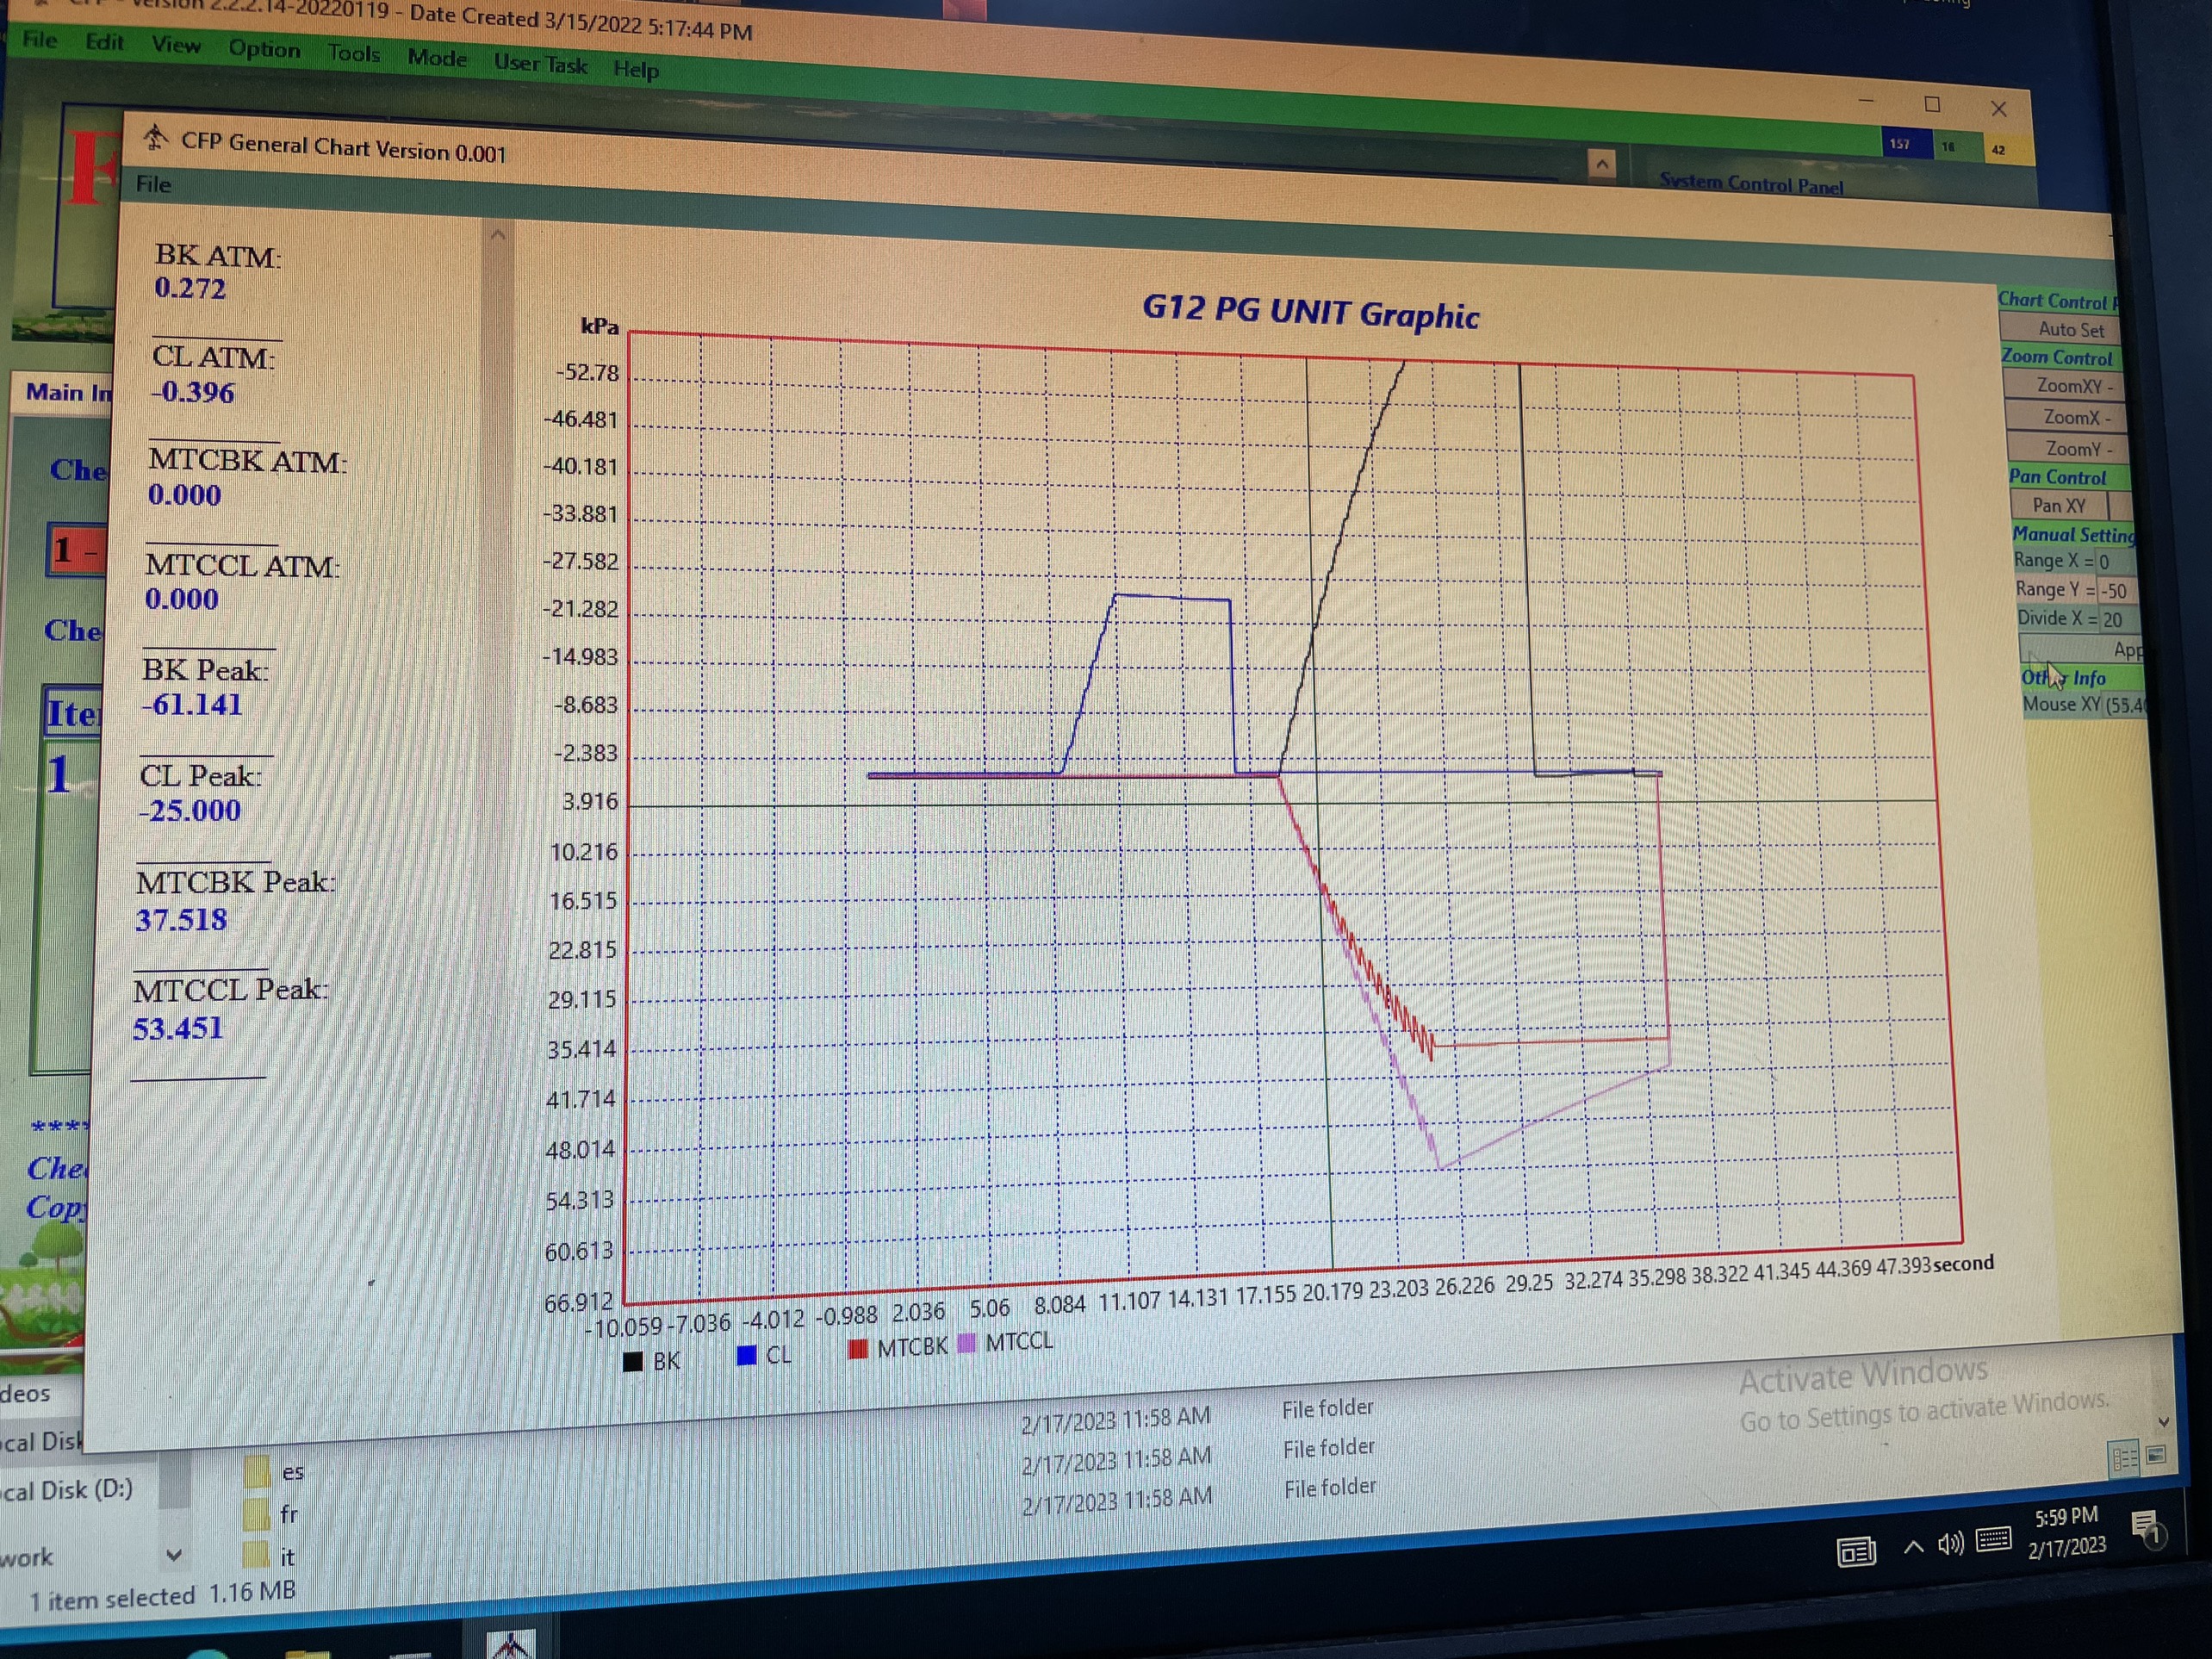 Version 2.2.2.14-20220119 - Date Created 3/15/2022 5:17:44 PM
File Edit View Option Tools Mode User Task Help
157 16 42
CFP General Chart Version 0.001
System Control Panel
File
BK ATM:
0.272
CL ATM:
-0.396
MTCBK ATM:
0.000
MTCCL ATM:
0.000
BK Peak:
-61.141
CL Peak:
-25.000
MTCBK Peak:
37.518
MTCCL Peak:
53.451
Main In
Che
1 -
Che
Ite
1
****
Che
Cop
G12 PG UNIT Graphic
kPa
-52.78
-46.481
-40.181
-33.881
-27.582
-21.282
-14.983
-8.683
-2.383
3.916
10.216
16.515
22.815
29.115
35.414
41.714
48.014
54.313
60.613
66.912
-10.059 -7.036 -4.012 -0.988 2.036 5.06 8.084 11.107 14.131 17.155 20.179 23.203 26.226 29.25 32.274 35.298 38.322 41.345 44.369 47.393 second
BK CL MTCBK MTCCL
Chart Control
Auto Set
Zoom Control
ZoomXY -
ZoomX -
ZoomY -
Pan Control
Pan XY
Manual Setting
Range X = 0
Range Y = -50
Divide X = 20
App
Other Info
Mouse XY (55.4
Activate Windows
Go to Settings to activate Windows.
deos
cal Disk
cal Disk (D:)
work
es
fr
it
2/17/2023 11:58 AM File folder
2/17/2023 11:58 AM File folder
2/17/2023 11:58 AM File folder
1 item selected 1.16 MB
5:59 PM
2/17/2023
1